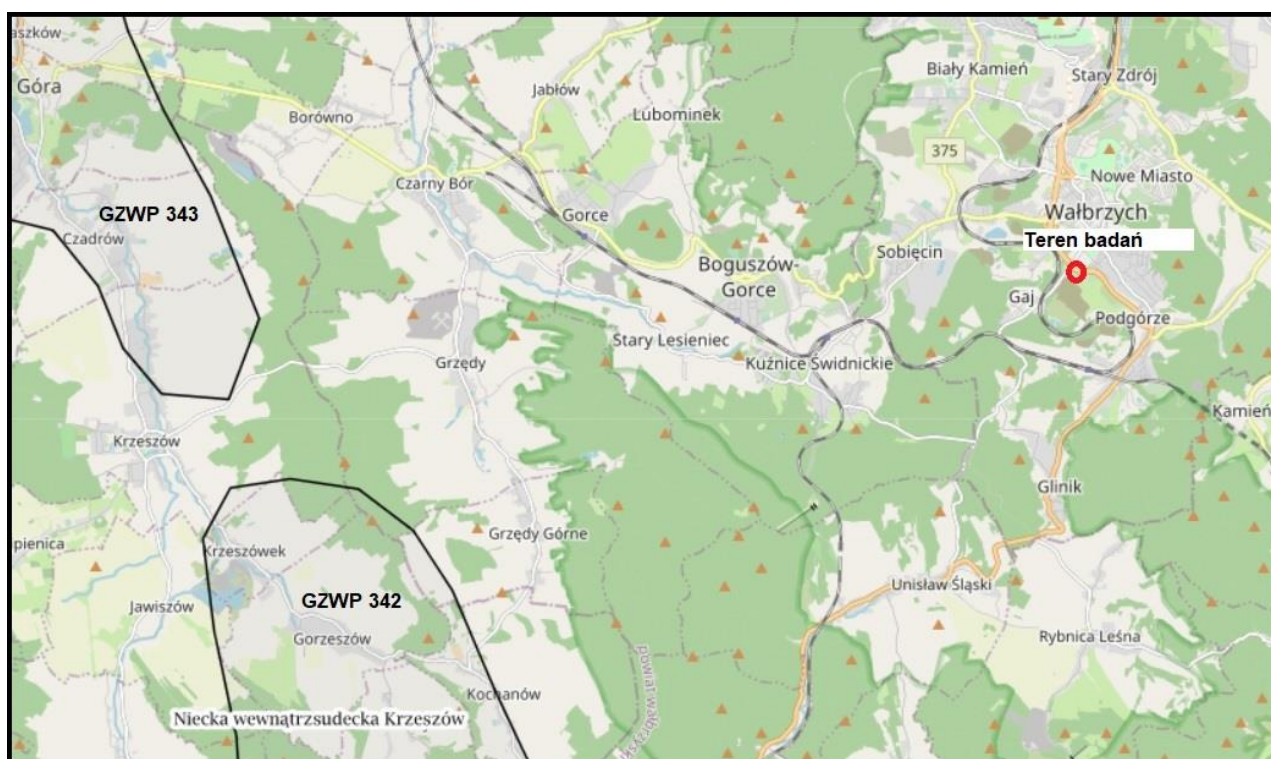 aszków
Góra
Borówno
Jabłów
Lubominek
Biały Kamień
Stary Zdrój
375
Nowe Miasto
Czarny Bór
GZWP 343
Czadrów
Gorce
Wałbrzych
Teren badań
Boguszów-
Gorce
Sobięcin
Gaj
Podgórze
Stary Lesieniec
Kuźnice Świdnickie
Grzędy
Kamień
Krzeszów
Glinik
Grzędy Górne
pienica
Krzeszówek
Unisław Śląski
Jawiszów
GZWP 342
Gorzeszów
Rybnica Leśna
Kochanów
powiat wałbrzyski
Niecka wewnątrzsudecka Krzeszów